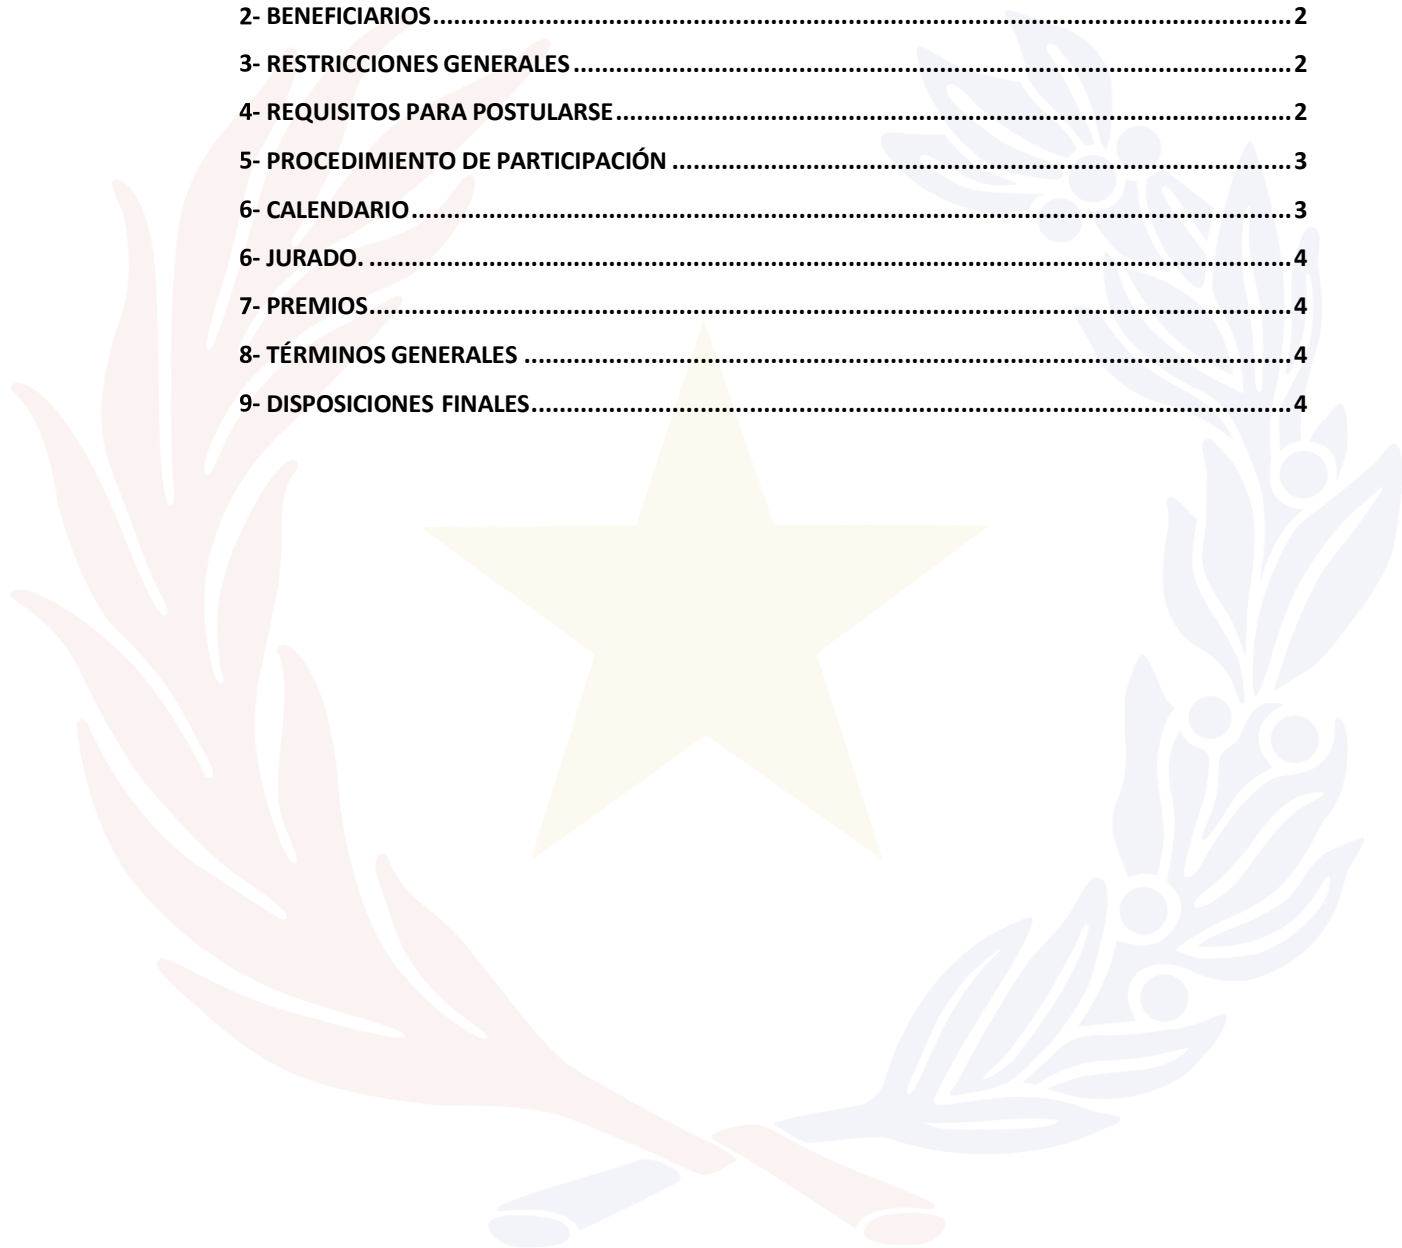 2- BENEFICIARIOS........................................................................................................................2
3- RESTRICCIONES GENERALES....................................................................................................2
4- REQUISITOS PARA POSTULARSE..............................................................................................2
5- PROCEDIMIENTO DE PARTICIPACIÓN.......................................................................................3
6- CALENDARIO...........................................................................................................................3
6- JURADO. .................................................................................................................................4
7- PREMIOS.................................................................................................................................4
8- TÉRMINOS GENERALES ...........................................................................................................4
9- DISPOSICIONES FINALES..........................................................................................................4